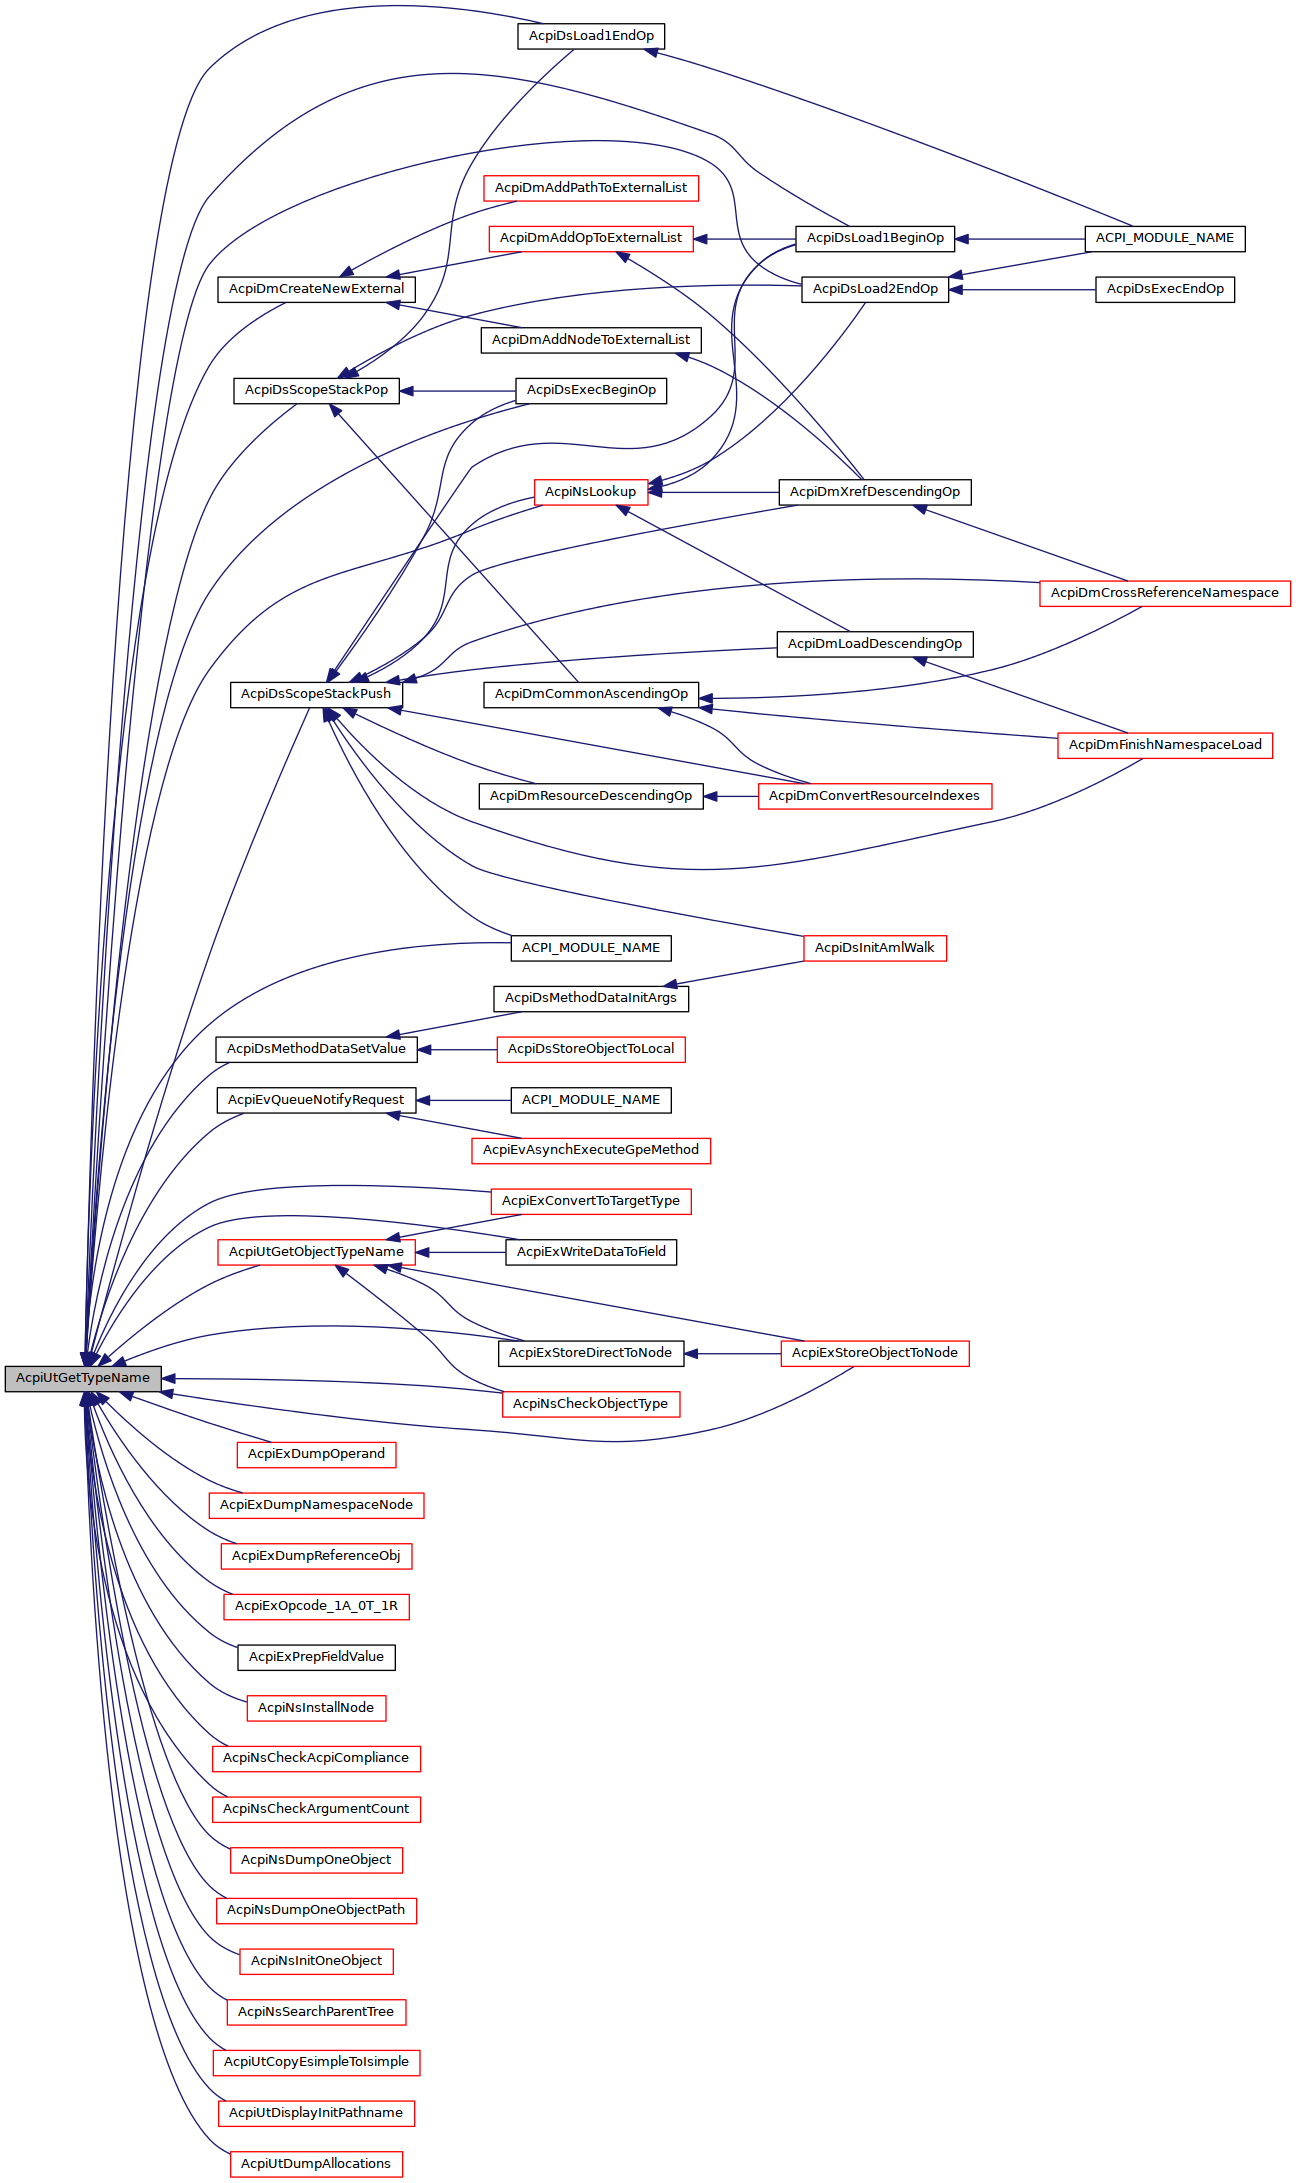 AcpiDsLoad1EndOp
AcpiDmAddPathToExternalList
AcpiDmAddOpToExternalList
AcpiDsLoad1BeginOp
ACPI_MODULE_NAME
AcpiDmCreateNewExternal
AcpiDsLoad2EndOp
AcpiDsExecEndOp
AcpiDmAddNodeToExternalList
AcpiDsScopeStackPop
AcpiDsExecBeginOp
AcpiNsLookup
AcpiDmXrefDescendingOp
AcpiDmCrossReferenceNamespace
AcpiDmLoadDescendingOp
AcpiDsScopeStackPush
AcpiDmCommonAscendingOp
AcpiDmFinishNamespaceLoad
AcpiDmResourceDescendingOp
AcpiDmConvertResourceIndexes
ACPI_MODULE_NAME
AcpiDsInitAmlWalk
AcpiDsMethodDataInitArgs
AcpiDsMethodDataSetValue
AcpiDsStoreObjectToLocal
AcpiEvQueueNotifyRequest
ACPI_MODULE_NAME
AcpiEvAsynchExecuteGpeMethod
AcpiExConvertToTargetType
AcpiUtGetObjectTypeName
AcpiExWriteDataToField
AcpiExStoreDirectToNode
AcpiExStoreObjectToNode
AcpiUtGetTypeName
AcpiNsCheckObjectType
AcpiExDumpOperand
AcpiExDumpNamespaceNode
AcpiExDumpReferenceObj
AcpiExOpcode_1A_0T_1R
AcpiExPrepFieldValue
AcpiNsInstallNode
AcpiNsCheckAcpiCompliance
AcpiNsCheckArgumentCount
AcpiNsDumpOneObject
AcpiNsDumpOneObjectPath
AcpiNsInitOneObject
AcpiNsSearchParentTree
AcpiUtCopyEsimpleToIsimple
AcpiUtDisplayInitPathname
AcpiUtDumpAllocations